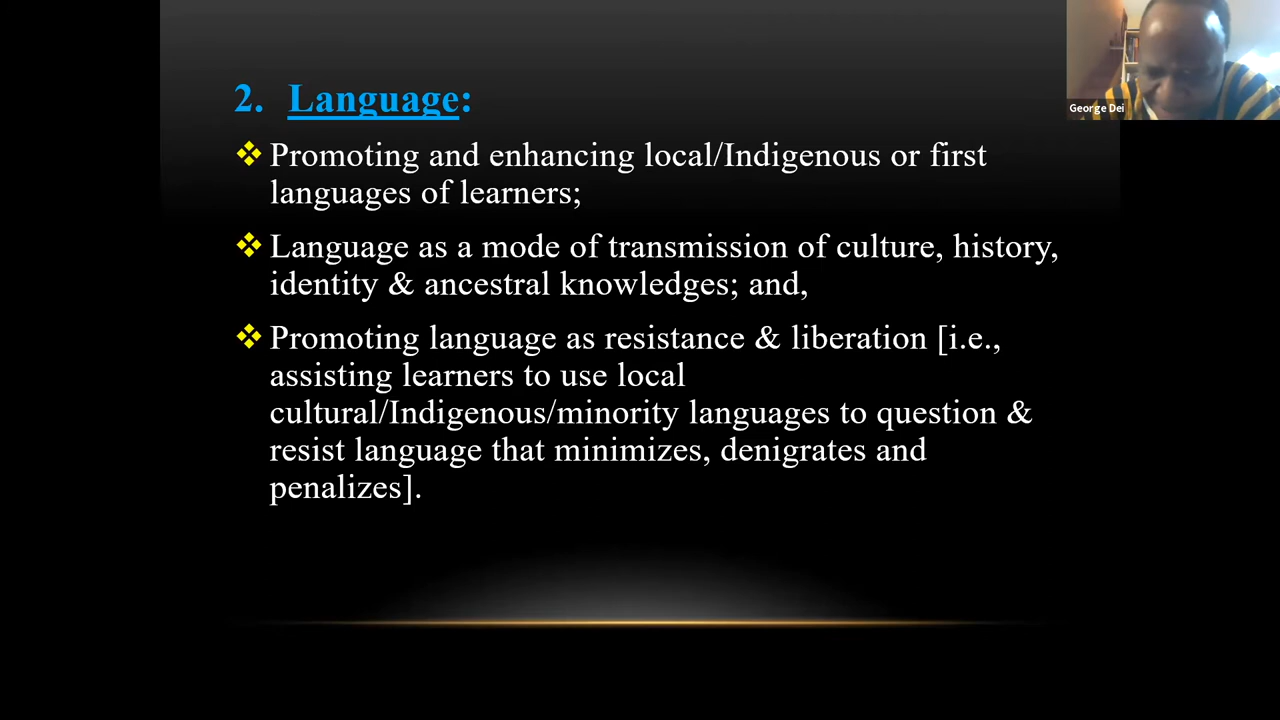 2. Language:
❖ Promoting and enhancing local/Indigenous or first
languages of learners;
❖ Language as a mode of transmission of culture, history,
identity & ancestral knowledges; and,
❖ Promoting language as resistance & liberation [i.e.,
assisting learners to use local
cultural/Indigenous/minority languages to question &
resist language that minimizes, denigrates and
penalizes].
George Dei